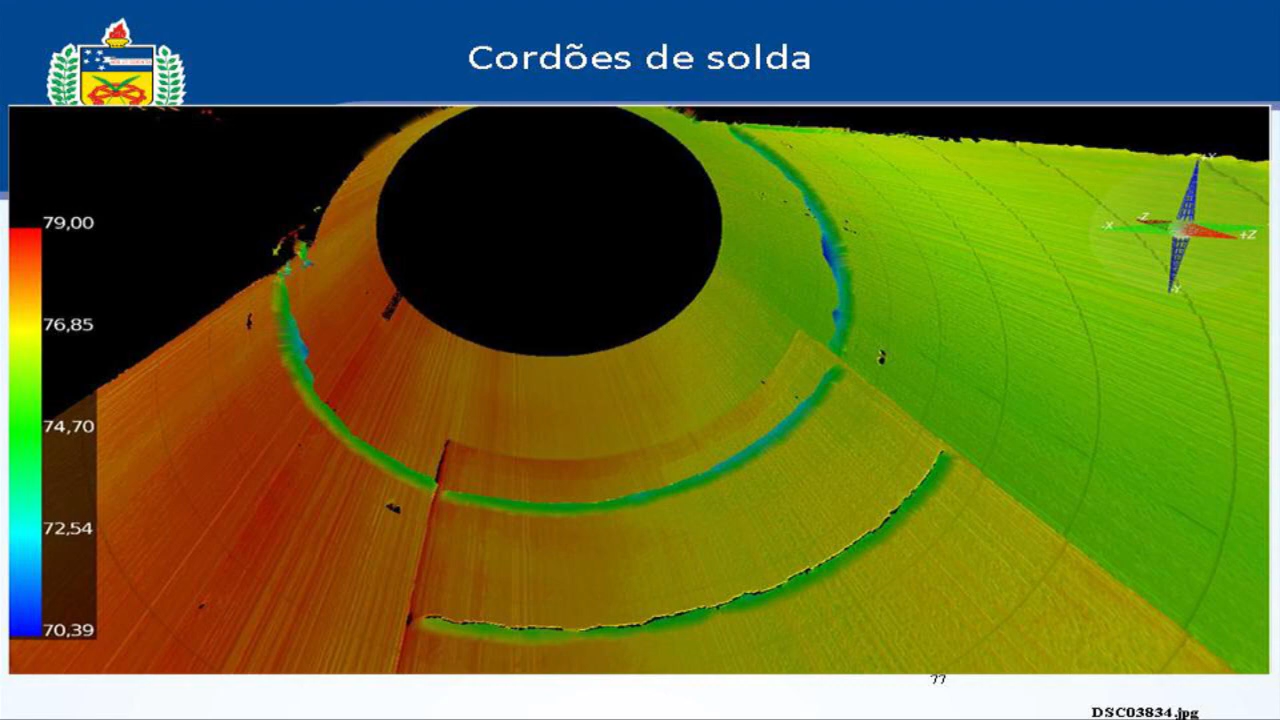 Cordões de solda
79,00
76,85
74,70
72,54
70,39
-Z
-X
+Z
77
DSC03834.jpg